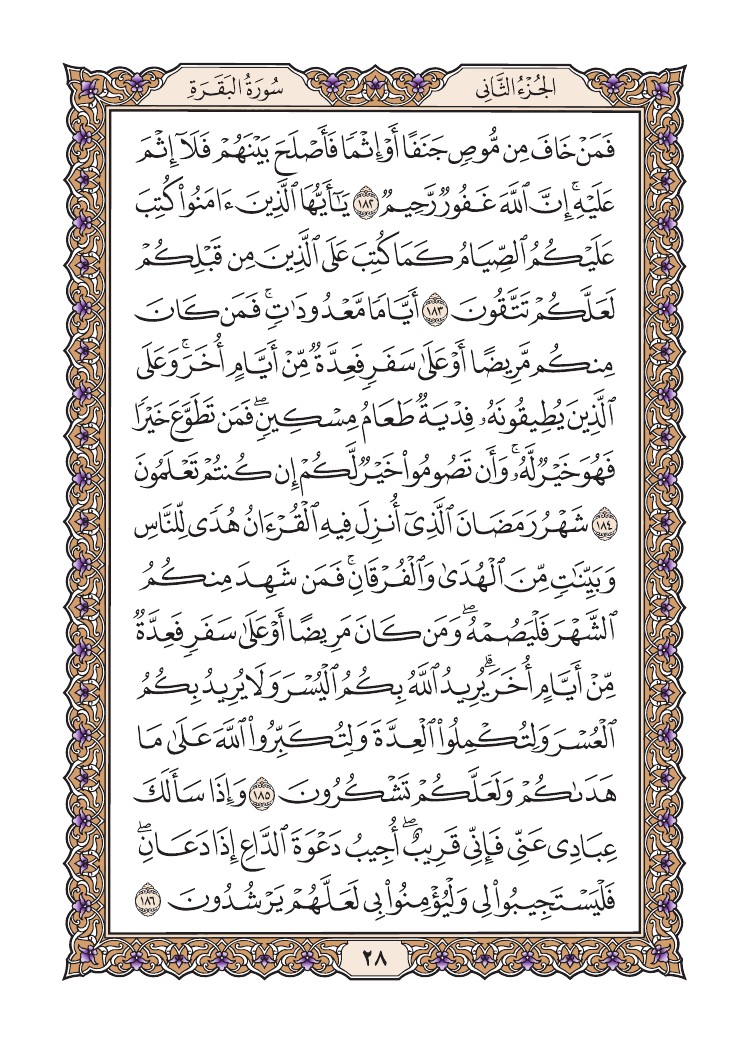 الجُزْءُ الثَّانِى
سُورَةُ البَقَرَةِ
فَمَنْ خَافَ مِن مُّوصٍ جَنَفًا أَوْ إِثْمًا فَأَصْلَحَ بَيْنَهُمْ فَلَآ إِثْمَ
عَلَيْهِۚ إِنَّ ٱللَّهَ غَفُورٌ رَّحِيمٌ ١٨٢ يَٰٓأَيُّهَا ٱلَّذِينَ ءَامَنُوا۟ كُتِبَ
عَلَيْكُمُ ٱلصِّيَامُ كَمَا كُتِبَ عَلَى ٱلَّذِينَ مِن قَبْلِكُمْ
لَعَلَّكُمْ تَتَّقُونَ ١٨٣ أَيَّامًا مَّعْدُودَٰتٍۚ فَمَن كَانَ
مِنكُم مَّرِيضًا أَوْ عَلَىٰ سَفَرٍ فَعِدَّةٌ مِّنْ أَيَّامٍ أُخَرَۚ وَعَلَى
ٱلَّذِينَ يُطِيقُونَهُۥ فِدْيَةٌ طَعَامُ مِسْكِينٍۖ فَمَن تَطَوَّعَ خَيْرًا
فَهُوَ خَيْرٌ لَّهُۥۚ وَأَن تَصُومُوا۟ خَيْرٌ لَّكُمْ إِن كُنتُمْ تَعْلَمُونَ
١٨٤ شَهْرُ رَمَضَانَ ٱلَّذِىٓ أُنزِلَ فِيهِ ٱلْقُرْءَانُ هُدًى لِّلنَّاسِ
وَبَيِّنَٰتٍ مِّنَ ٱلْهُدَىٰ وَٱلْفُرْقَانِۚ فَمَن شَهِدَ مِنكُمُ
ٱلشَّهْرَ فَلْيَصُمْهُۖ وَمَن كَانَ مَرِيضًا أَوْ عَلَىٰ سَفَرٍ فَعِدَّةٌ
مِّنْ أَيَّامٍ أُخَرَۗ يُرِيدُ ٱللَّهُ بِكُمُ ٱلْيُسْرَ وَلَا يُرِيدُ بِكُمُ
ٱلْعُسْرَ وَلِتُكْمِلُوا۟ ٱلْعِدَّةَ وَلِتُكَبِّرُوا۟ ٱللَّهَ عَلَىٰ مَا
هَدَىٰكُمْ وَلَعَلَّكُمْ تَشْكُرُونَ ١٨٥ وَإِذَا سَأَلَكَ
عِبَادِى عَنِّى فَإِنِّى قَرِيبٌۖ أُجِيبُ دَعْوَةَ ٱلدَّاعِ إِذَا دَعَانِۖ
فَلْيَسْتَجِيبُوا۟ لِى وَلْيُؤْمِنُوا۟ بِى لَعَلَّهُمْ يَرْشُدُونَ ١٨٦
٢٨